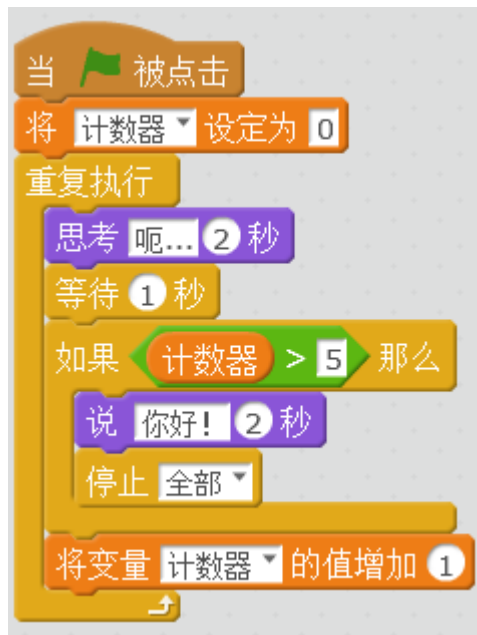 当 被点击
将 计数器 设定为 0
重复执行
思考 呃... 2 秒
等待 1 秒
如果 计数器 > 5 那么
说 你好！ 2 秒
停止 全部
将变量 计数器 的值增加 1